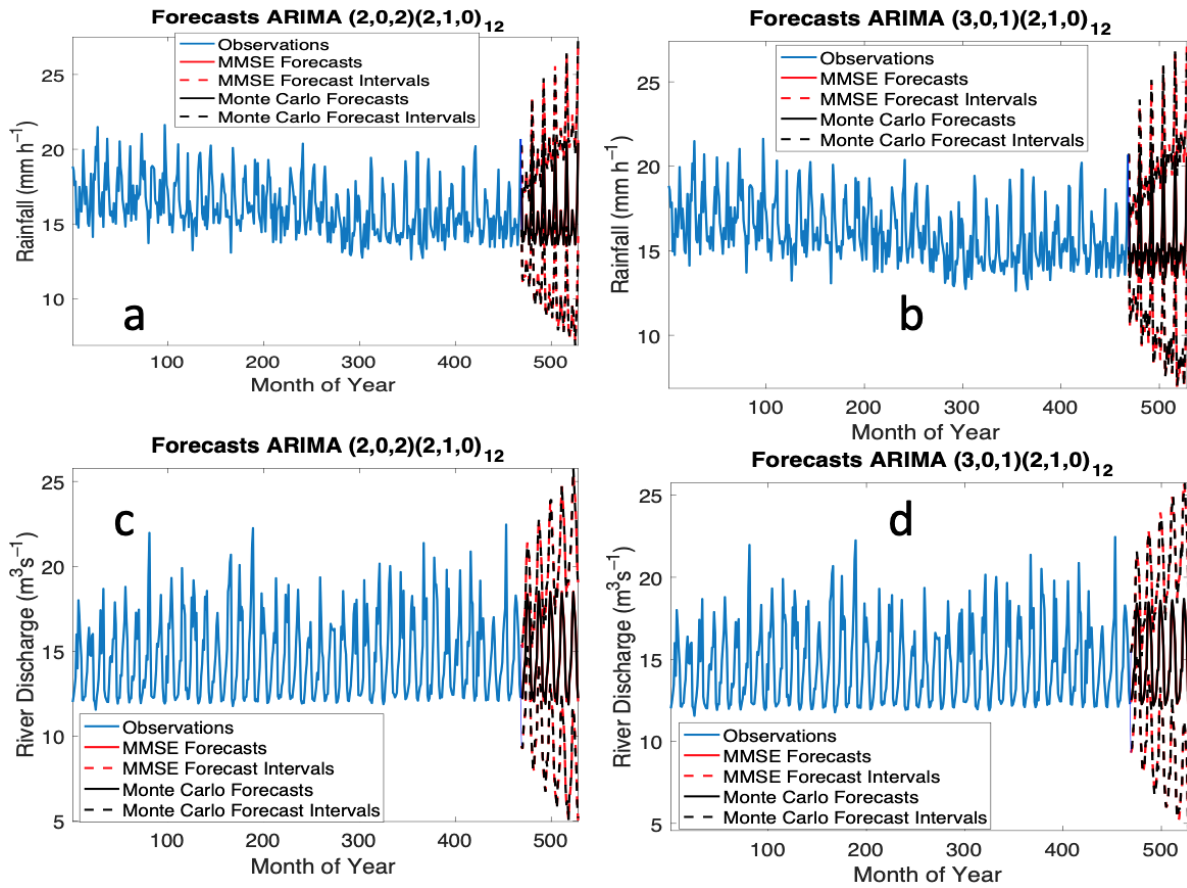 Forecasts ARIMA (2,0,2)(2,1,0)12
Rainfall (mm h−1)
25
20
15
10
Observations
MMSE Forecasts
MMSE Forecast Intervals
Monte Carlo Forecasts
Monte Carlo Forecast Intervals
a
100 200 300 400 500
Month of Year
Forecasts ARIMA (3,0,1)(2,1,0)12
Rainfall (mm h−1)
25
20
15
10
Observations
MMSE Forecasts
MMSE Forecast Intervals
Monte Carlo Forecasts
Monte Carlo Forecast Intervals
b
100 200 300 400 500
Month of Year
Forecasts ARIMA (2,0,2)(2,1,0)12
River Discharge (m3s−1)
25
20
15
10
5
c
Observations
MMSE Forecasts
MMSE Forecast Intervals
Monte Carlo Forecasts
Monte Carlo Forecast Intervals
100 200 300 400 500
Month of Year
Forecasts ARIMA (3,0,1)(2,1,0)12
River Discharge (m3s−1)
25
20
15
10
5
d
Observations
MMSE Forecasts
MMSE Forecast Intervals
Monte Carlo Forecasts
Monte Carlo Forecast Intervals
100 200 300 400 500
Month of Year